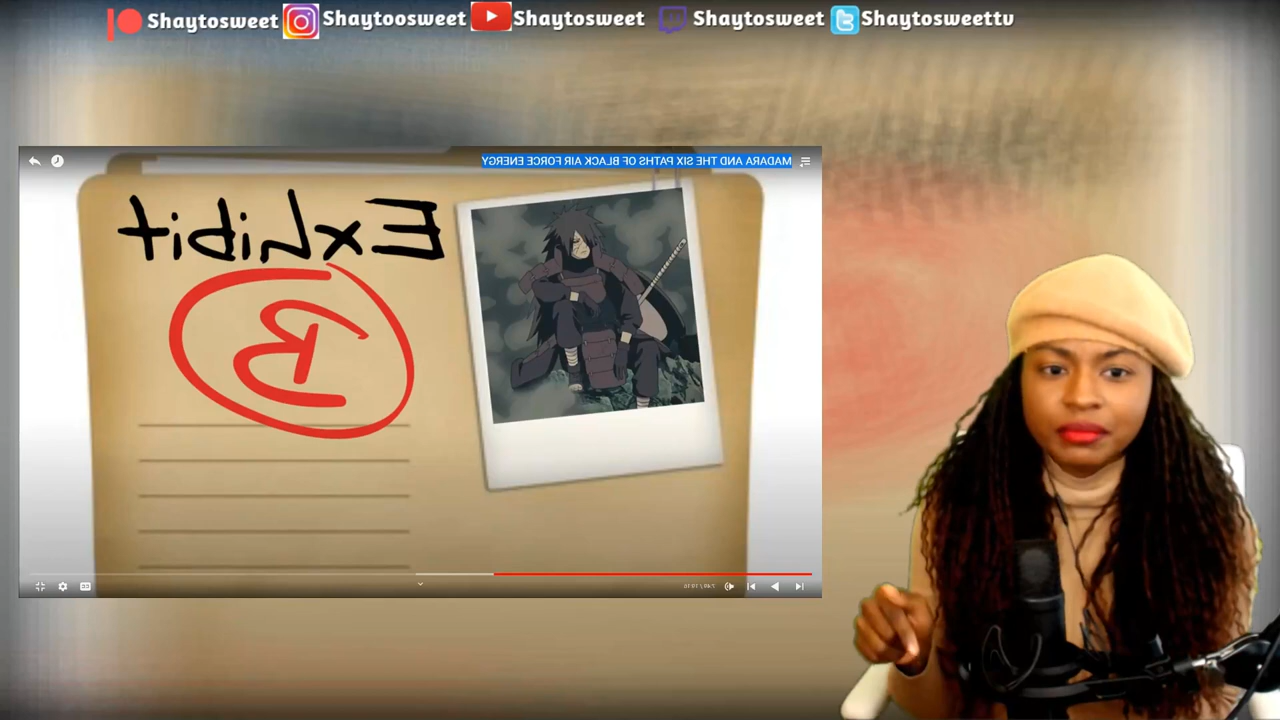 Shaytosweet Shaytoosweet Shaytosweet Shaytosweet Shaytosweettv
MADARA AND THE SIX PATHS OF BLACK AIR FORCE ENERGY
Exhibit
B